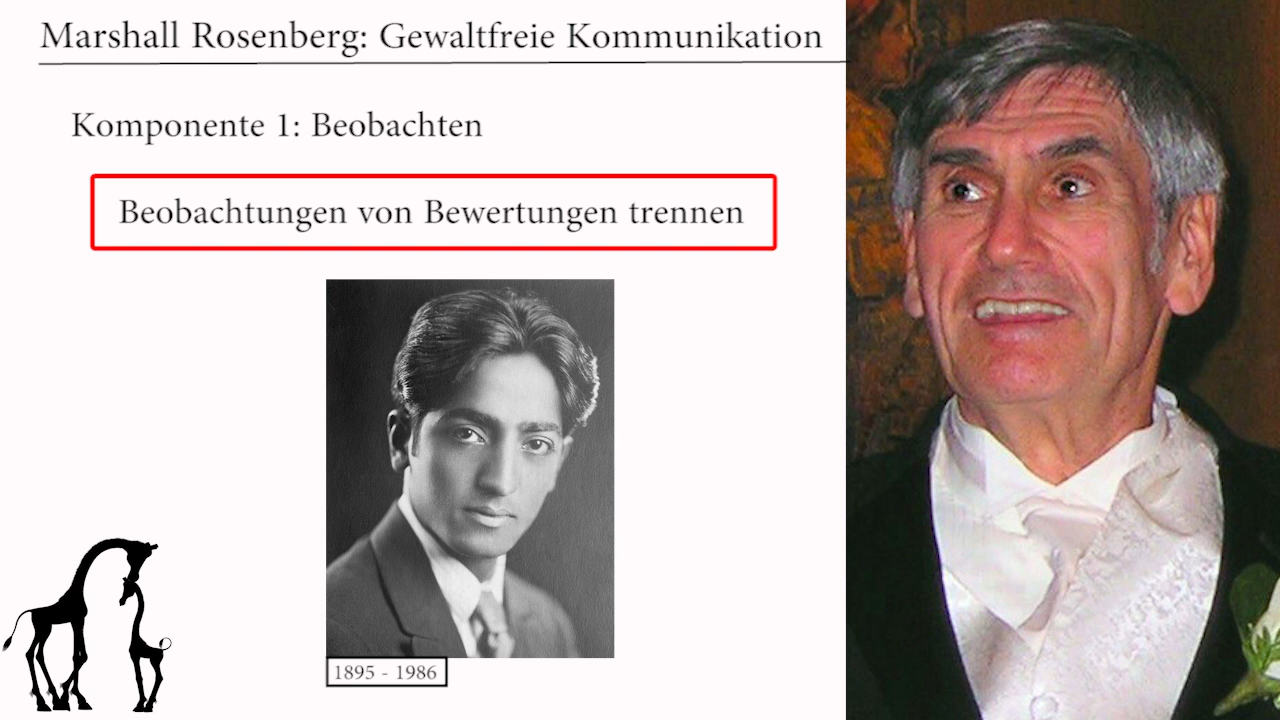 Marshall Rosenberg: Gewaltfreie Kommunikation
Komponente 1: Beobachten
Beobachtungen von Bewertungen trennen
1895 - 1986